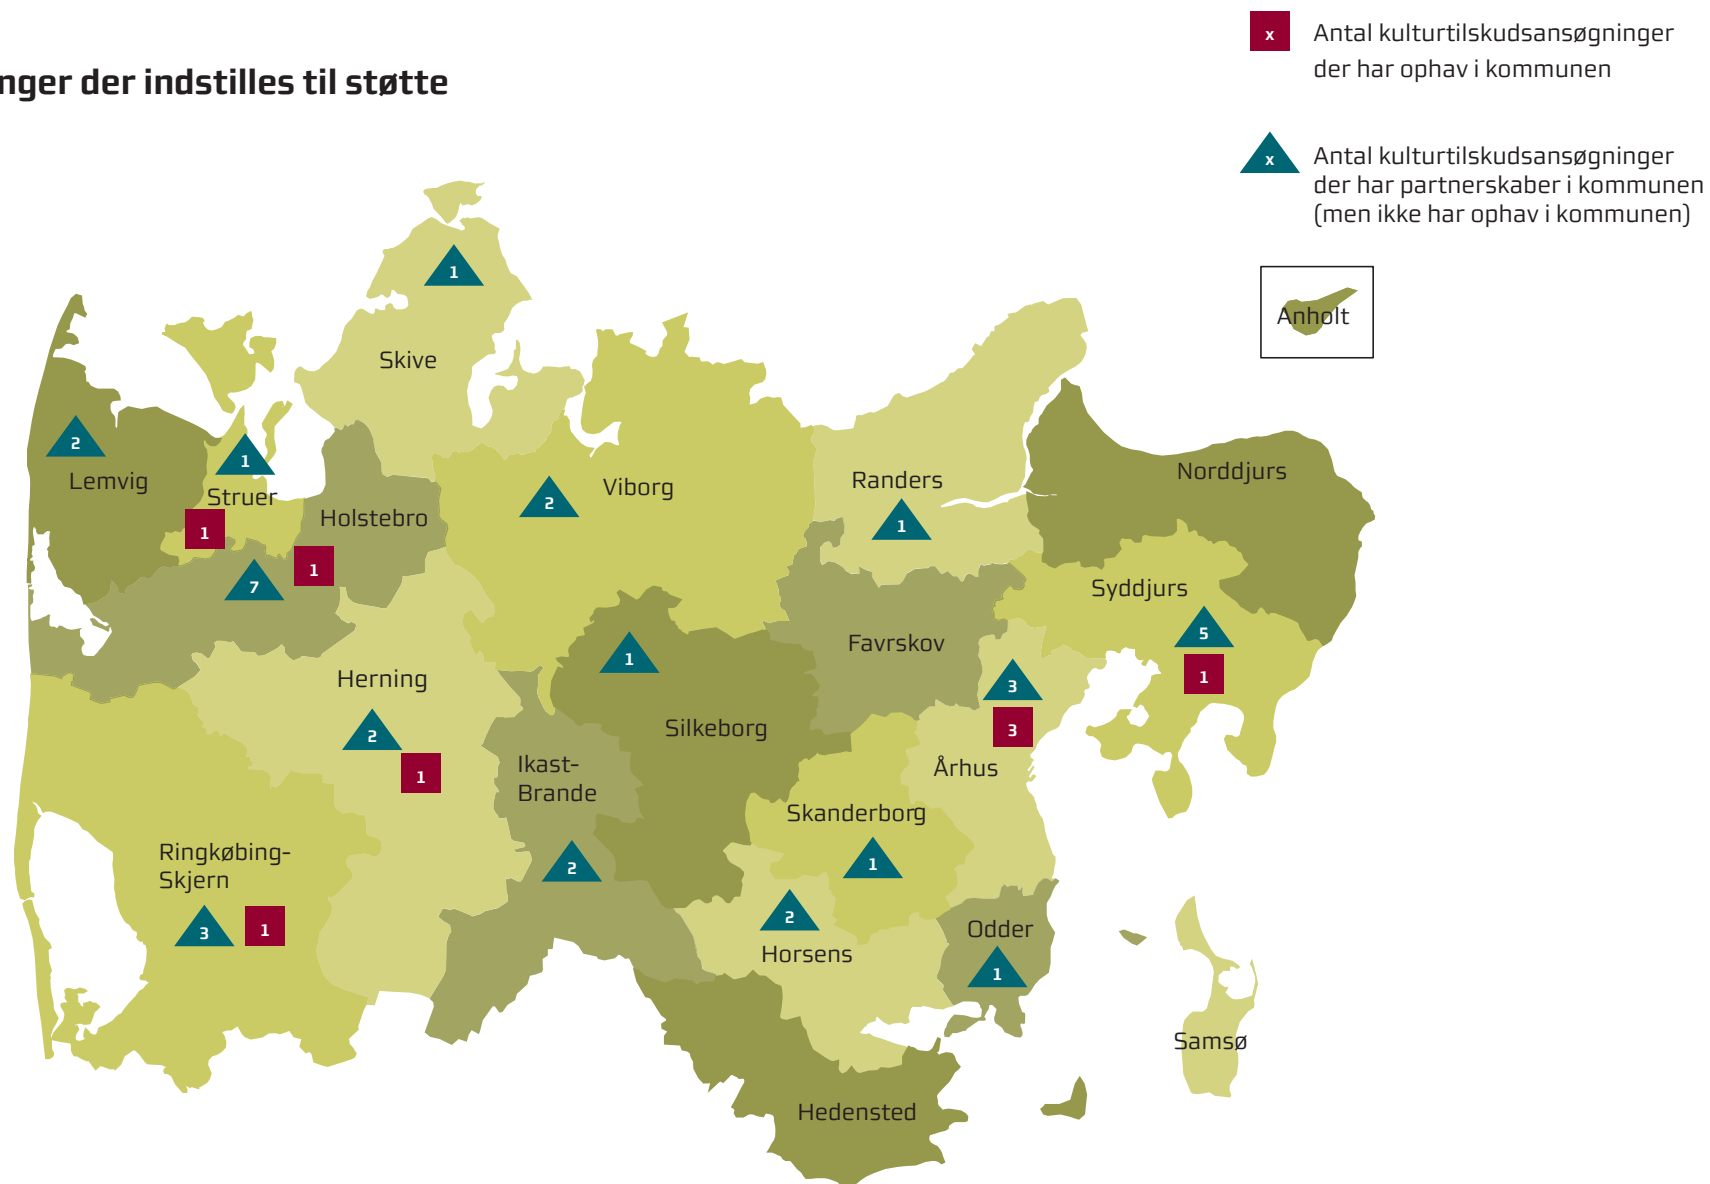 x
Antal kulturtilskudsansøgninger
der har ophav i kommunen
nger der indstilles til støtte
x
Antal kulturtilskudsansøgninger
der har partnerskaber i kommunen
(men ikke har ophav i kommunen)
1
Anholt
Skive
2
Lemvig
1
Struer
1
Holstebro
1
7
2
Viborg
Randers
1
Norddjurs
Syddjurs
5
1
Favrskov
3
3
Århus
1
Silkeborg
Herning
2
1
Ikast-
Brande
2
Skanderborg
1
Ringkøbing-
Skjern
3
1
2
Horsens
Odder
1
Samsø
Hedensted